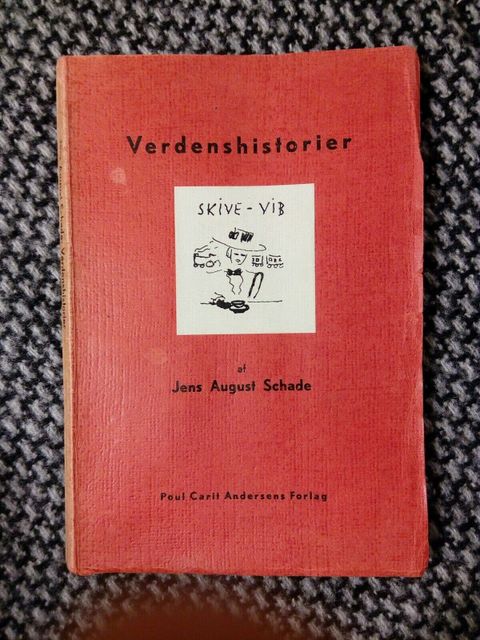 Verdenshistorier
SKIVE - VIB
af
Jens August Schade
Poul Carit Andersens Forlag